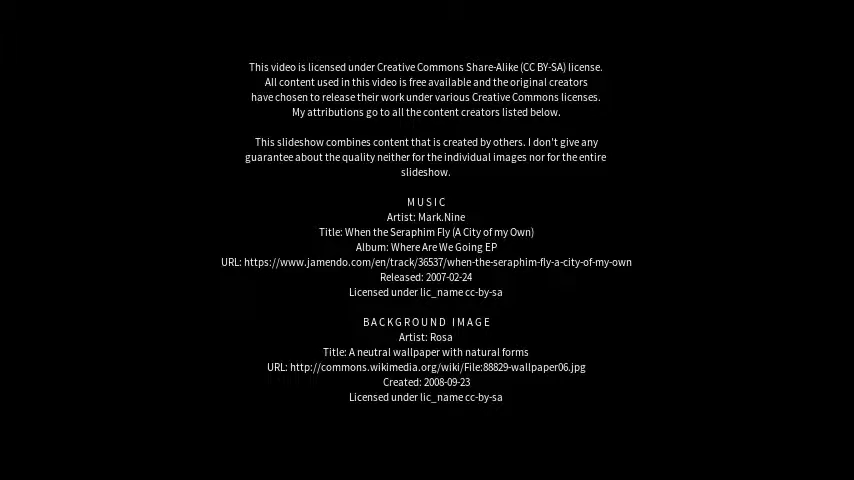 This video is licensed under Creative Commons Share-Alike (CC BY-SA) license.
All content used in this video is free available and the original creators
have chosen to release their work under various Creative Commons licenses.
My attributions go to all the content creators listed below.
This slideshow combines content that is created by others. I don't give any
guarantee about the quality neither for the individual images nor for the entire
slideshow.
MUSIC
Artist: Mark.Nine
Title: When the Seraphim Fly (A City of my Own)
Album: Where Are We Going EP
URL: https://www.jamendo.com/en/track/36537/when-the-seraphim-fly-a-city-of-my-own
Released: 2007-02-24
Licensed under lic_name cc-by-sa
BACKGROUND IMAGE
Artist: Rosa
Title: A neutral wallpaper with natural forms
URL: http://commons.wikimedia.org/wiki/File:88829-wallpaper06.jpg
Created: 2008-09-23
Licensed under lic_name cc-by-sa